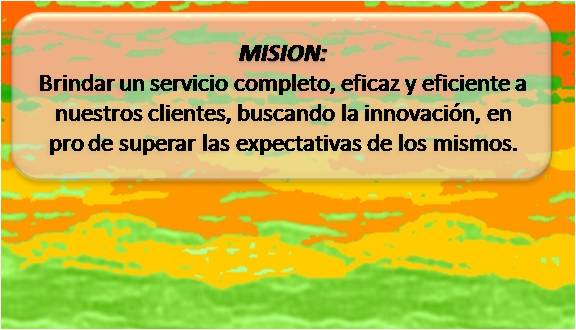 MISION:
Brindar un servicio completo, eficaz y eficiente a
nuestros clientes, buscando la innovación, en
pro de superar las expectativas de los mismos.